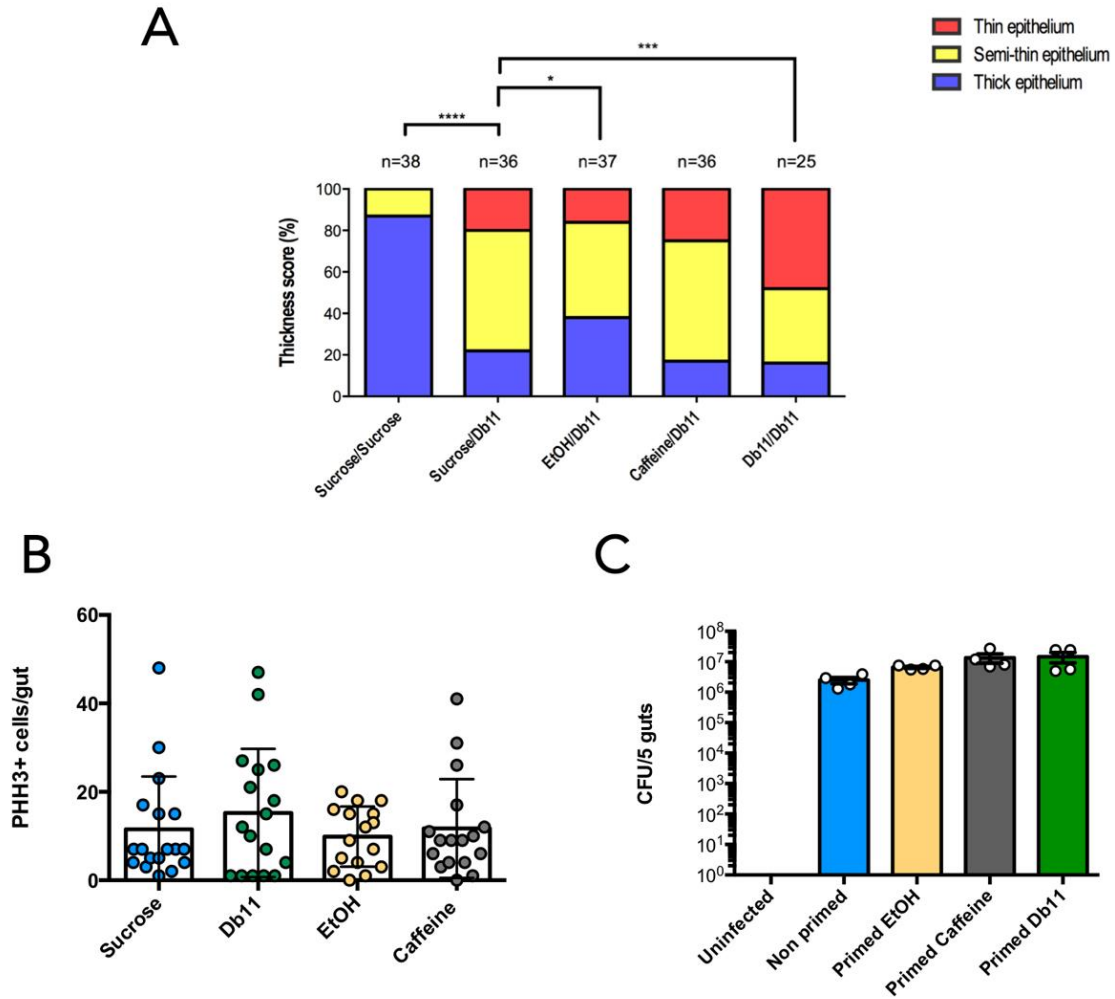 A
Thin epithelium
Semi-thin epithelium
Thick epithelium
***
*
****
n=38 n=36 n=37 n=36 n=25
Thickness score (%)
100
80
60
40
20
0
Sucrose/Sucrose
Sucrose/Db11
EtOH/Db11
Caffeine/Db11
Db11/Db11
B
PHH3+ cells/gut
60
40
20
0
Sucrose
Db11
EtOH
Caffeine
C
CFU/5 guts
10⁸
10⁷
10⁶
10⁵
10⁴
10³
10²
10¹
10⁰
Uninfected
Non primed
Primed EtOH
Primed Caffeine
Primed Db11